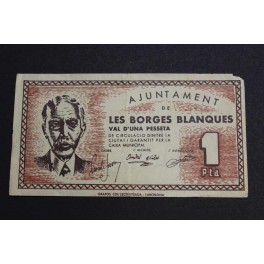 AJUNTAMENT
DE
LES BORGES BLANQUES
VAL D'UNA PESSETA
DE CIRCULACIÓ DINTRE LA
CIUTAT I GARANTIT PER LA
CAIXA MUNICIPAL
1
Pta